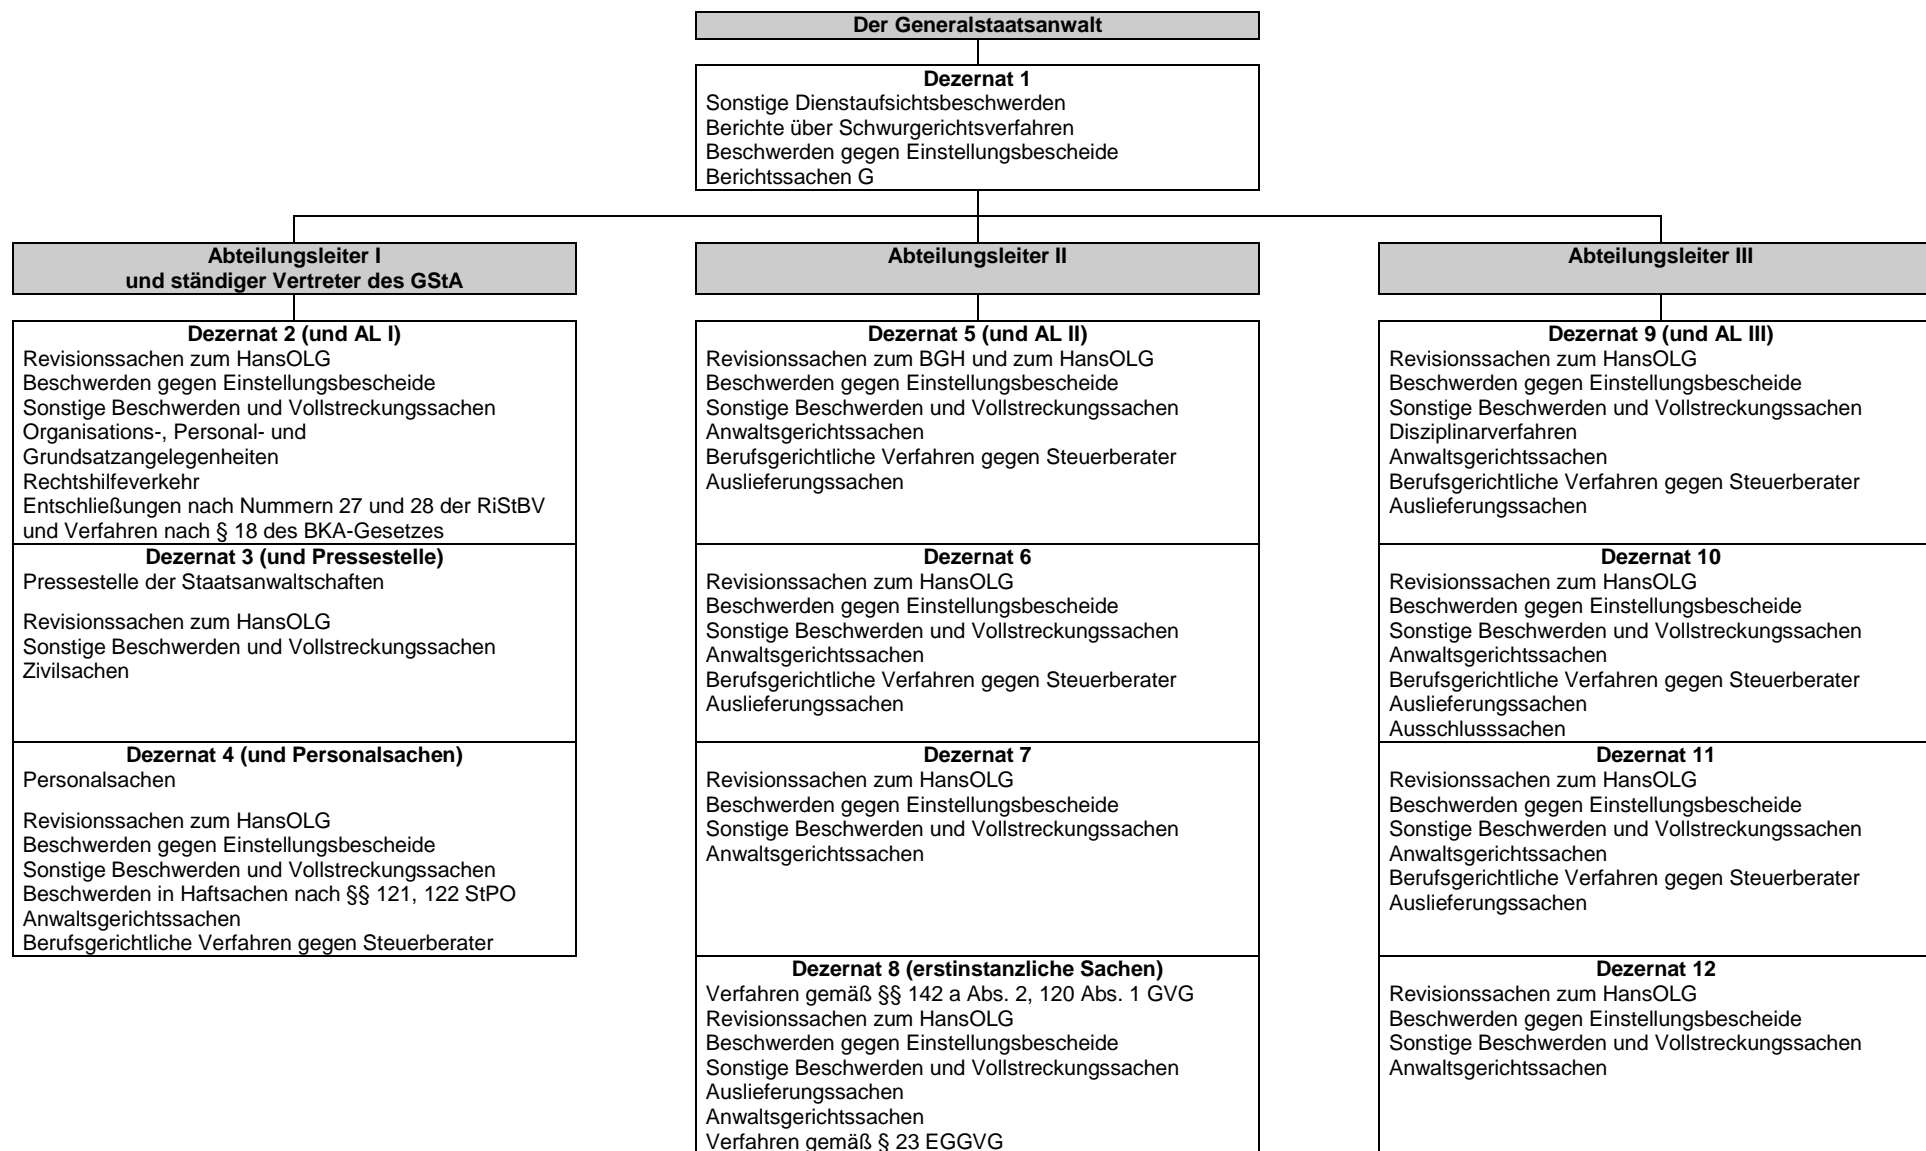 Der Generalstaatsanwalt
Dezernat 1
Sonstige Dienstaufsichtsbeschwerden
Berichte über Schwurgerichtsverfahren
Beschwerden gegen Einstellungsbescheide
Berichtssachen G
Abteilungsleiter I
und ständiger Vertreter des GStA
Dezernat 2 (und AL I)
Revisionssachen zum HansOLG
Beschwerden gegen Einstellungsbescheide
Sonstige Beschwerden und Vollstreckungssachen
Organisations-, Personal- und
Grundsatzangelegenheiten
Rechtshilfeverkehr
Entschließungen nach Nummern 27 und 28 der RiStBV
und Verfahren nach § 18 des BKA-Gesetzes
Dezernat 3 (und Pressestelle)
Pressestelle der Staatsanwaltschaften
Revisionssachen zum HansOLG
Sonstige Beschwerden und Vollstreckungssachen
Zivilsachen
Dezernat 4 (und Personalsachen)
Personalsachen
Revisionssachen zum HansOLG
Beschwerden gegen Einstellungsbescheide
Sonstige Beschwerden und Vollstreckungssachen
Beschwerden in Haftsachen nach §§ 121, 122 StPO
Anwaltsgerichtssachen
Berufsgerichtliche Verfahren gegen Steuerberater
Abteilungsleiter II
Dezernat 5 (und AL II)
Revisionssachen zum BGH und zum HansOLG
Beschwerden gegen Einstellungsbescheide
Sonstige Beschwerden und Vollstreckungssachen
Anwaltsgerichtssachen
Berufsgerichtliche Verfahren gegen Steuerberater
Auslieferungssachen
Dezernat 6
Revisionssachen zum HansOLG
Beschwerden gegen Einstellungsbescheide
Sonstige Beschwerden und Vollstreckungssachen
Anwaltsgerichtssachen
Berufsgerichtliche Verfahren gegen Steuerberater
Auslieferungssachen
Dezernat 7
Revisionssachen zum HansOLG
Beschwerden gegen Einstellungsbescheide
Sonstige Beschwerden und Vollstreckungssachen
Anwaltsgerichtssachen
Dezernat 8 (erstinstanzliche Sachen)
Verfahren gemäß §§ 142 a Abs. 2, 120 Abs. 1 GVG
Revisionssachen zum HansOLG
Beschwerden gegen Einstellungsbescheide
Sonstige Beschwerden und Vollstreckungssachen
Auslieferungssachen
Anwaltsgerichtssachen
Verfahren gemäß § 23 EGGVG
Abteilungsleiter III
Dezernat 9 (und AL III)
Revisionssachen zum HansOLG
Beschwerden gegen Einstellungsbescheide
Sonstige Beschwerden und Vollstreckungssachen
Disziplinarverfahren
Anwaltsgerichtssachen
Berufsgerichtliche Verfahren gegen Steuerberater
Auslieferungssachen
Dezernat 10
Revisionssachen zum HansOLG
Beschwerden gegen Einstellungsbescheide
Sonstige Beschwerden und Vollstreckungssachen
Anwaltsgerichtssachen
Berufsgerichtliche Verfahren gegen Steuerberater
Auslieferungssachen
Ausschlusssachen
Dezernat 11
Revisionssachen zum HansOLG
Beschwerden gegen Einstellungsbescheide
Sonstige Beschwerden und Vollstreckungssachen
Anwaltsgerichtssachen
Berufsgerichtliche Verfahren gegen Steuerberater
Auslieferungssachen
Dezernat 12
Revisionssachen zum HansOLG
Beschwerden gegen Einstellungsbescheide
Sonstige Beschwerden und Vollstreckungssachen
Anwaltsgerichtssachen